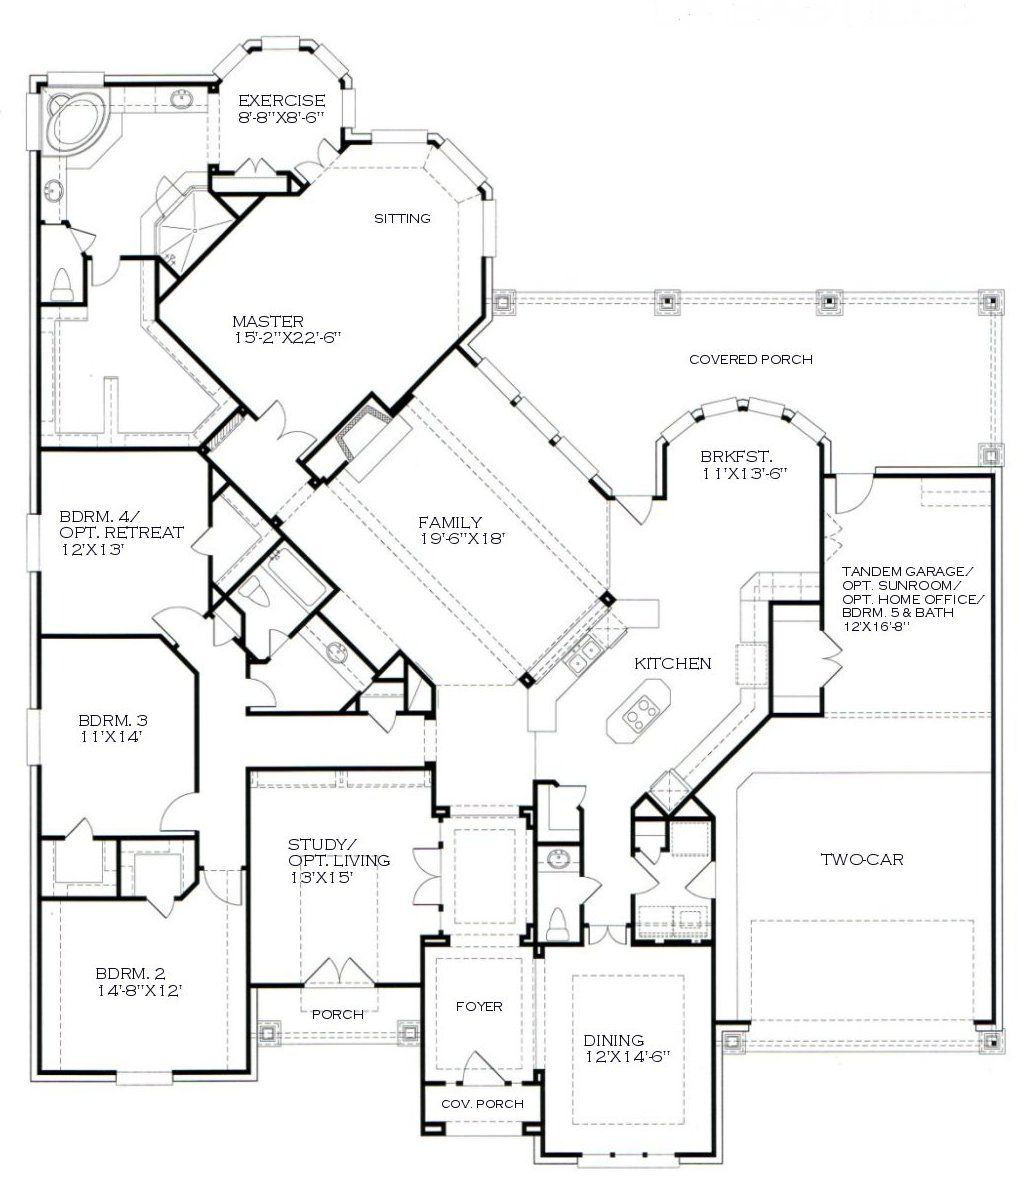 EXERCISE
8'-8"X8'-6"
SITTING
MASTER
15'-2"X22'-6"
COVERED PORCH
BRKFST.
11'X13'-6"
BDRM. 4/
OPT. RETREAT
12'X13'
FAMILY
19'-6"X18'
TANDEM GARAGE/
OPT. SUNROOM/
OPT. HOME OFFICE/
BDRM. 5 & BATH
12'X16'-8"
KITCHEN
BDRM. 3
11'X14'
STUDY/
OPT. LIVING
13'X15'
TWO-CAR
BDRM. 2
14'-8"X12'
PORCH
FOYER
DINING
12'X14'-6"
COV. PORCH